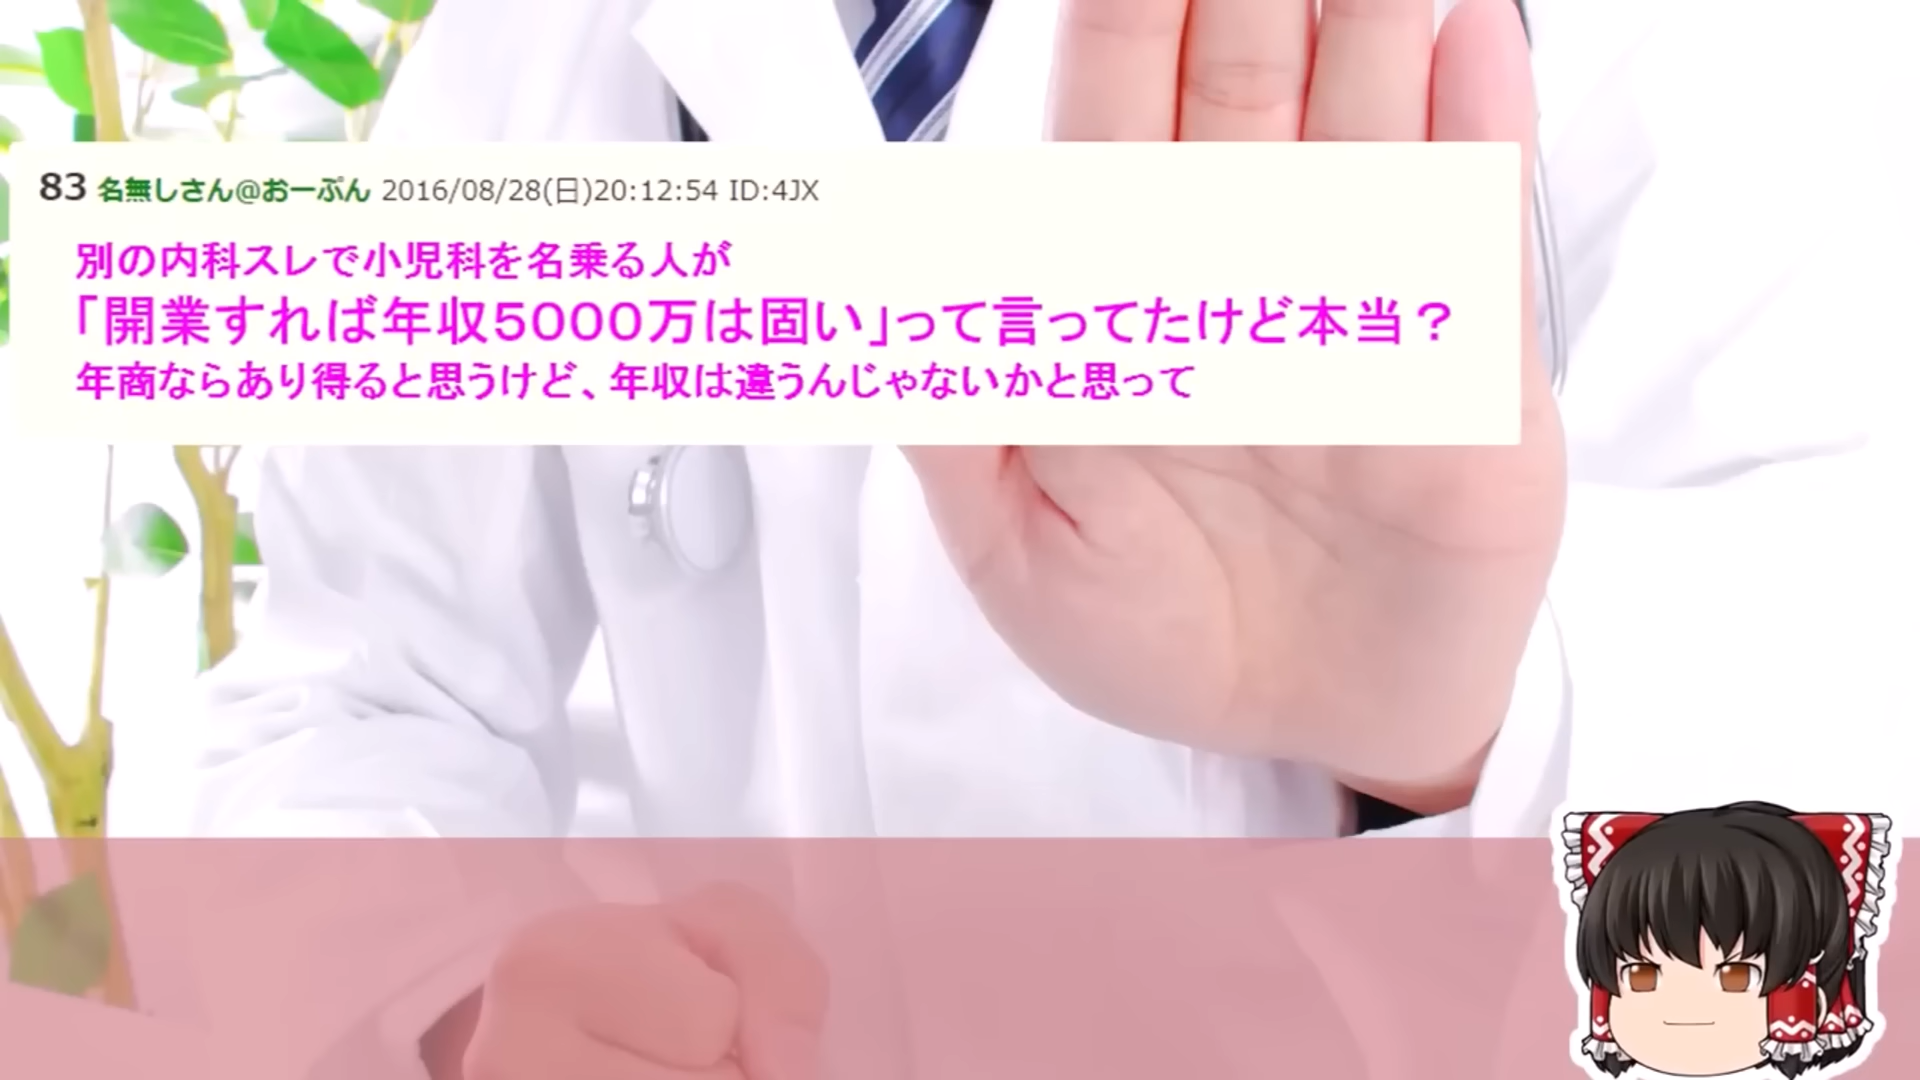 83 名無しさん@おーぷん 2016/08/28(日)20:12:54 ID:4JX
別の内科スレで小児科を名乗る人が
「開業すれば年収5000万は固い」って言ってたけど本当？
年商ならあり得ると思うけど、年収は違うんじゃないかと思って